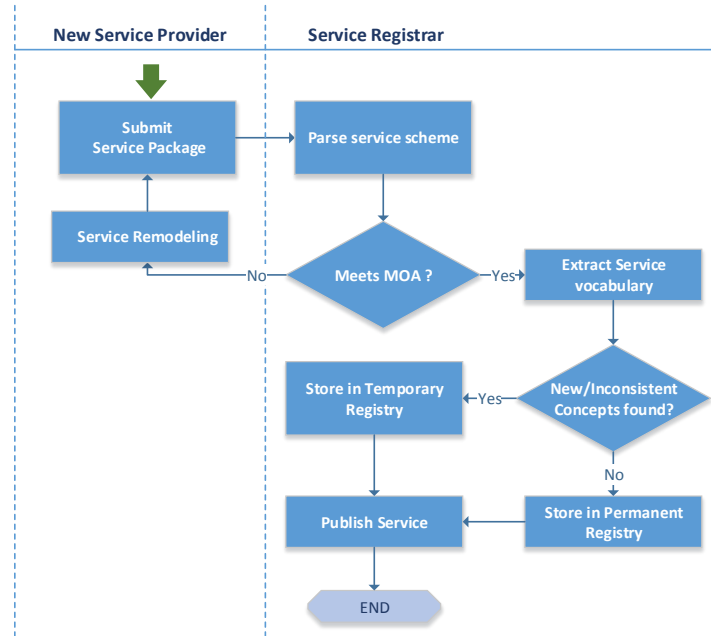 New Service Provider
Service Registrar
Submit
Service Package
Parse service scheme
Service Remodeling
No
Meets MOA ?
Yes
Extract Service
vocabulary
Store in Temporary
Registry
Yes
New/Inconsistent
Concepts found?
No
Publish Service
Store in Permanent
Registry
END